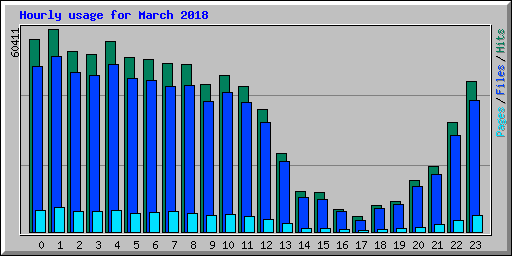 Hourly usage for March 2018
60411
Pages/Files/Hits
0 1 2 3 4 5 6 7 8 9 10 11 12 13 14 15 16 17 18 19 20 21 22 23